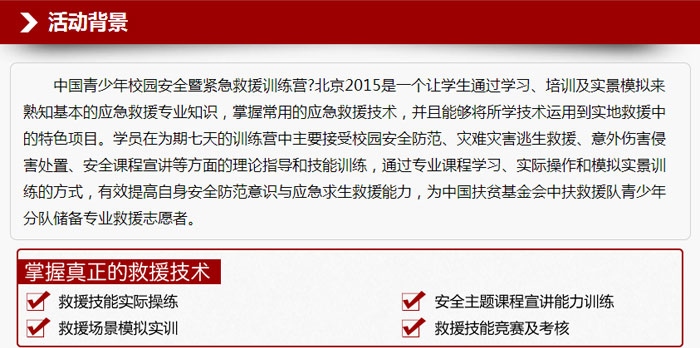 活动背景
中国青少年校园安全暨紧急救援训练营?北京2015是一个让学生通过学习、培训及实景模拟来
熟知基本的应急救援专业知识，掌握常用的应急救援技术，并且能够将所学技术运用到实地救援中
的特色项目。学员在为期七天的训练营中主要接受校园安全防范、灾难灾害逃生救援、意外伤害侵
害处置、安全课程宣讲等方面的理论指导和技能训练，通过专业课程学习、实际操作和模拟实景训
练的方式，有效提高自身安全防范意识与应急求生救援能力，为中国扶贫基金会中扶救援队青少年
分队储备专业救援志愿者。
掌握真正的救援技术
救援技能实际操练
安全主题课程宣讲能力训练
救援场景模拟实训
救援技能竞赛及考核